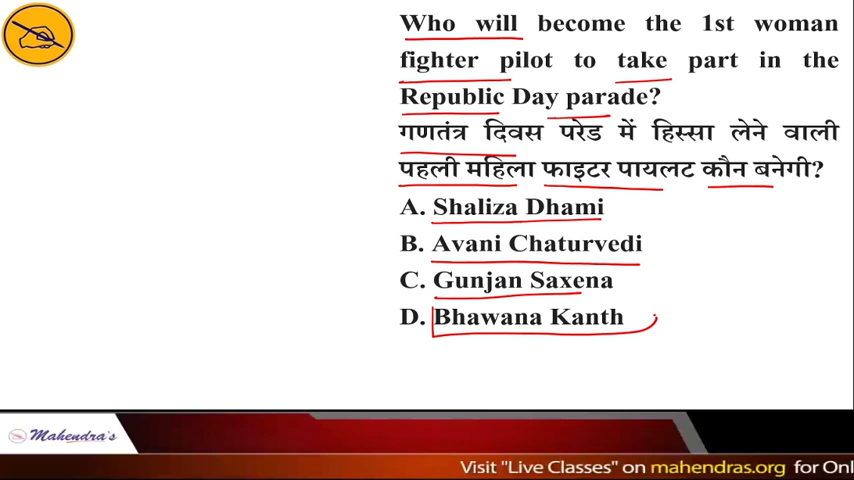 Who will become the 1st woman
fighter pilot to take part in the
Republic Day parade?
गणतंत्र दिवस परेड में हिस्सा लेने वाली
पहली महिला फाइटर पायलट कौन बनेगी?
A. Shaliza Dhami
B. Avani Chaturvedi
C. Gunjan Saxena
D. Bhawana Kanth
Mahendra's
Visit "Live Classes" on mahendras.org for Onl